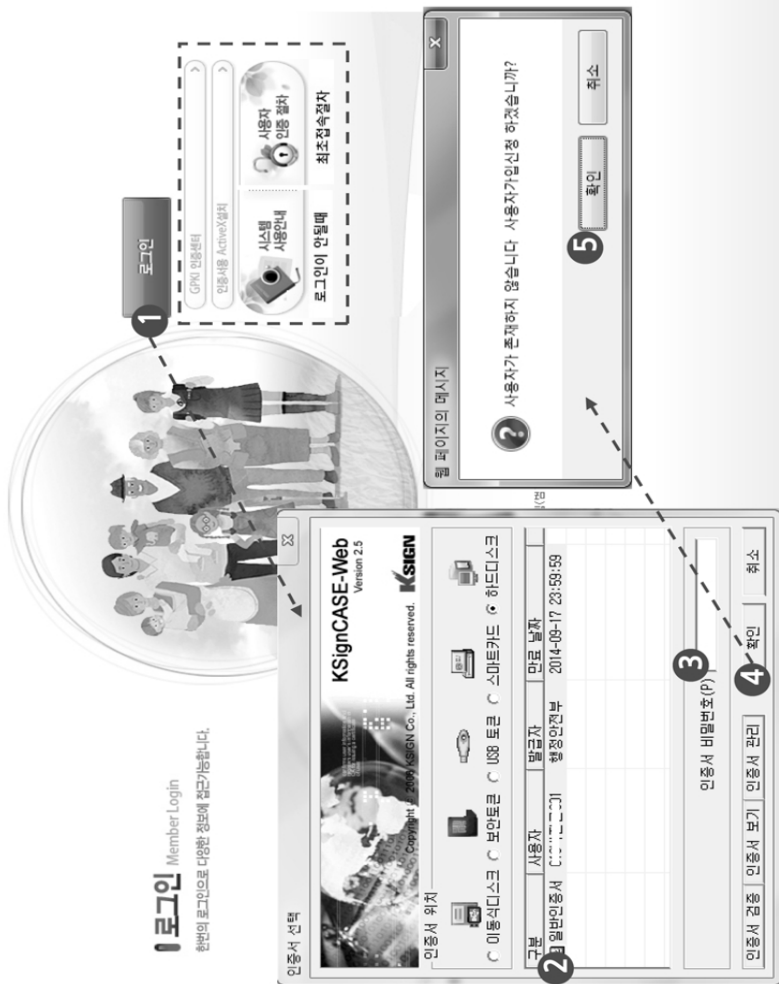 로그인 Member Login
한번의 로그인으로 다양한 정보에 접근가능합니다.
1
로그인
GPKI 인증센터
인증서용 ActiveX설치
시스템
사용안내
사용자
인증 절차
로그인이 안될때
최초접속절차
인증서 선택
KSignCASE-Web
Version 2.5
Copyright KSIGN Co., Ltd. All rights reserved.
KSIGN
인증서 위치
이동식디스크
보안토큰
USB 토큰
스마트카드
하드디스크
구분
사용자
발급자
만료 날짜
2
일반인증서
행정안전부
2014-09-17 23:59:59
3
인증서 비밀번호(P)
인증서 검증
인증서 보기
인증서 관리
4
확인
취소
웹 페이지의 메시지
X
?
사용자가 존재하지 않습니다 사용자가입신청 하겠습니까?
5
확인
취소